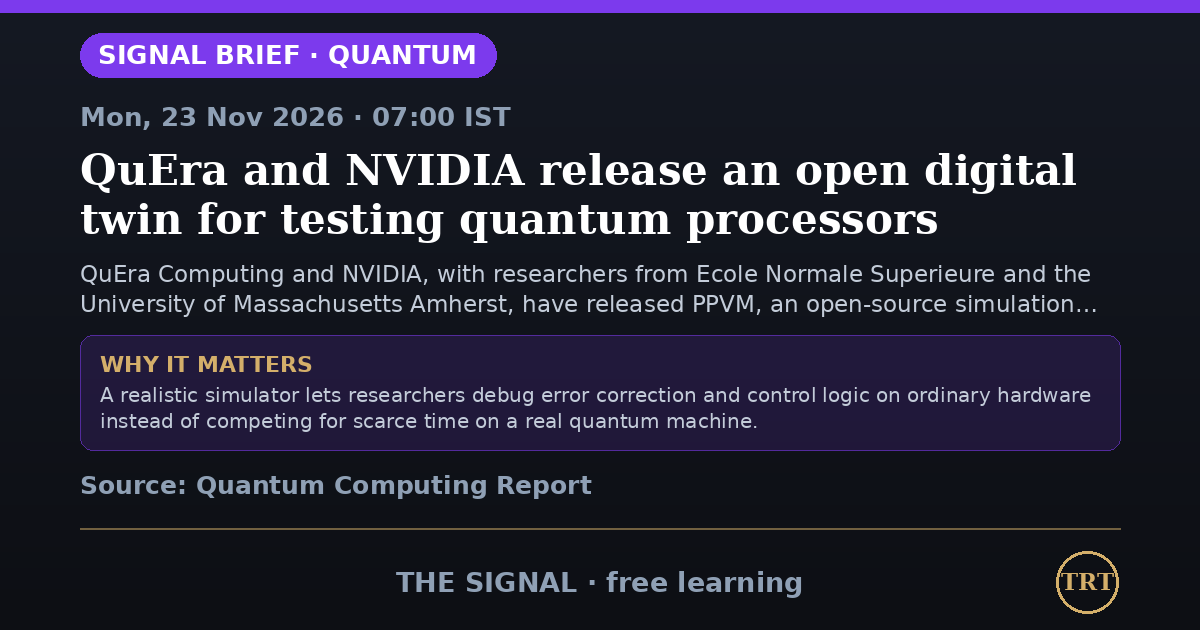 SIGNAL BRIEF · QUANTUM
Mon, 23 Nov 2026 · 07:00 IST
QuEra and NVIDIA release an open digital
twin for testing quantum processors
QuEra Computing and NVIDIA, with researchers from Ecole Normale Superieure and the
University of Massachusetts Amherst, have released PPVM, an open-source simulation...
WHY IT MATTERS
A realistic simulator lets researchers debug error correction and control logic on ordinary hardware
instead of competing for scarce time on a real quantum machine.
Source: Quantum Computing Report
THE SIGNAL · free learning
TRT